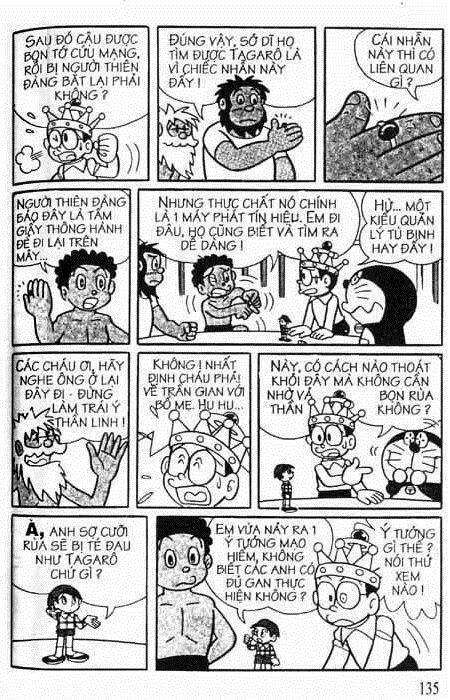 SAU ĐÓ CẬU ĐƯỢC
BỌN TỚ CỨU MẠNG,
RỒI BỊ NGƯỜI THIÊN
ĐÀNG BẮT LẠI PHẢI
KHÔNG ?
ĐÚNG VẬY, SỞ DĨ HỌ
TÌM ĐƯỢC TAGARÔ LÀ
VÌ CHIẾC NHẪN NÀY
ĐẤY !
CÁI NHẪN
NÀY THÌ CÓ
LIÊN QUAN
GÌ ?
NGƯỜI THIÊN ĐÀNG
BẢO ĐÂY LÀ TẤM
GIẤY THÔNG HÀNH
ĐỂ ĐI LẠI TRÊN
MÂY...
NHƯNG THỰC CHẤT NÓ CHÍNH
LÀ 1 MÁY PHÁT TÍN HIỆU. EM ĐI
ĐÂU, HỌ CŨNG BIẾT VÀ TÌM RA
DỄ DÀNG !
HỪ... MỘT
KIỂU QUẢN
LÝ TÙ BINH
HAY ĐẤY !
CÁC CHÁU ƠI, HÃY
NGHE ÔNG Ở LẠI
ĐÂY ĐI - ĐỪNG
LÀM TRÁI Ý
THẦN LINH !
KHÔNG ! NHẤT
ĐỊNH CHÁU PHẢI
VỀ TRẦN GIAN VỚI
BỐ MẸ. HU HU...
NÀY, CÓ CÁCH NÀO THOÁT
KHỎI ĐÂY MÀ KHÔNG CẦN
NHỜ VẢ BỌN RÙA
THẦN KHÔNG ?
À, ANH SỢ CƯỠI
RÙA SẼ BỊ TÉ ĐAU
NHƯ TAGARÔ
CHỨ GÌ ?
EM VỪA NẨY RA 1
Ý TƯỞNG MẠO
HIỂM, KHÔNG
BIẾT CÁC ANH CÓ
ĐỦ GAN THỰC
HIỆN KHÔNG ?
Ý TƯỞNG
GÌ THẾ ?
NÓI THỬ
XEM
NÀO !
135